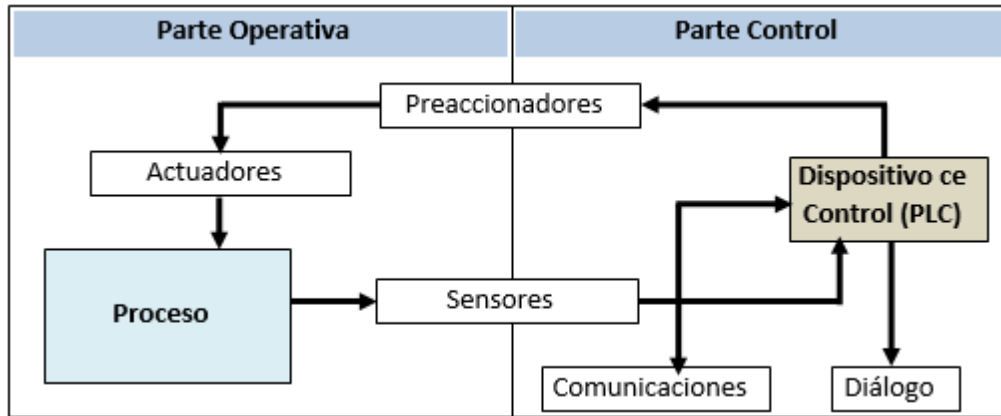 Parte Operativa
Parte Control
Preaccionadores
Actuadores
Dispositivo ce
Control (PLC)
Proceso
Sensores
Comunicaciones
Diálogo